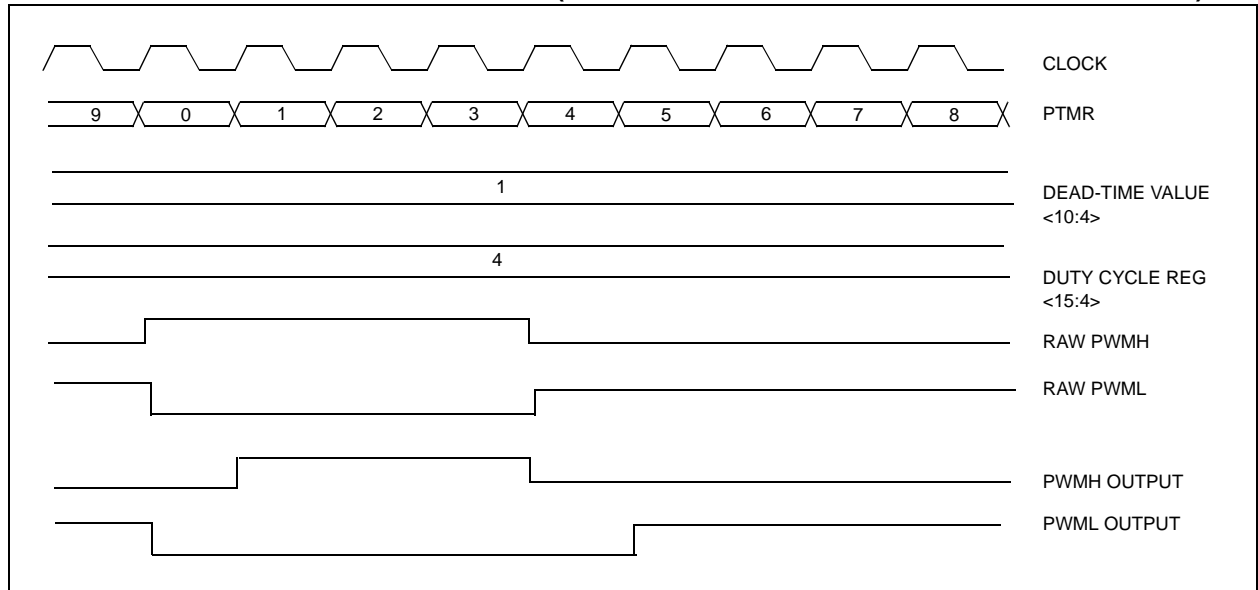 CLOCK
9 0 1 2 3 4 5 6 7 8 PTMR
1
DEAD-TIME VALUE
<10:4>
4
DUTY CYCLE REG
<15:4>
RAW PWMH
RAW PWML
PWMH OUTPUT
PWML OUTPUT